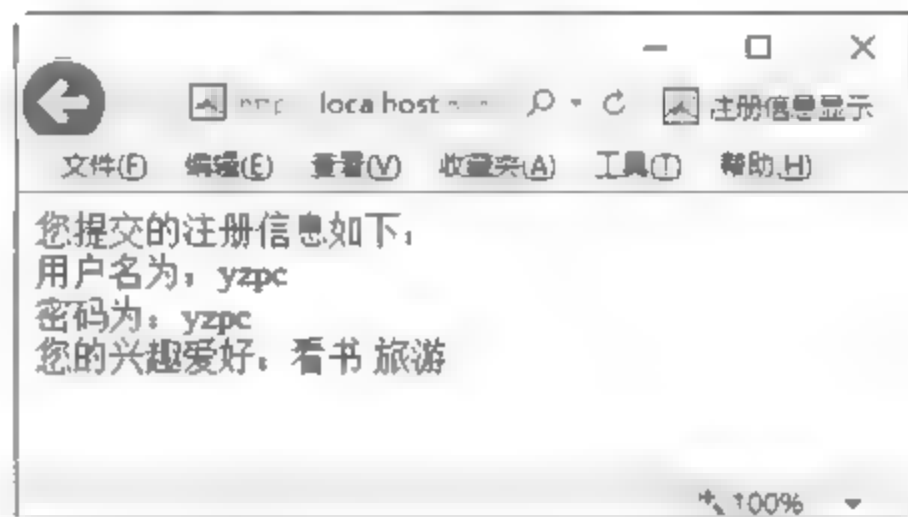 loca host 注册信息显示
文件(F) 编辑(E) 查看(V) 收藏夹(A) 工具(T) 帮助(H)
您提交的注册信息如下:
用户名为:yzpc
密码为:yzpc
您的兴趣爱好:看书 旅游
100%